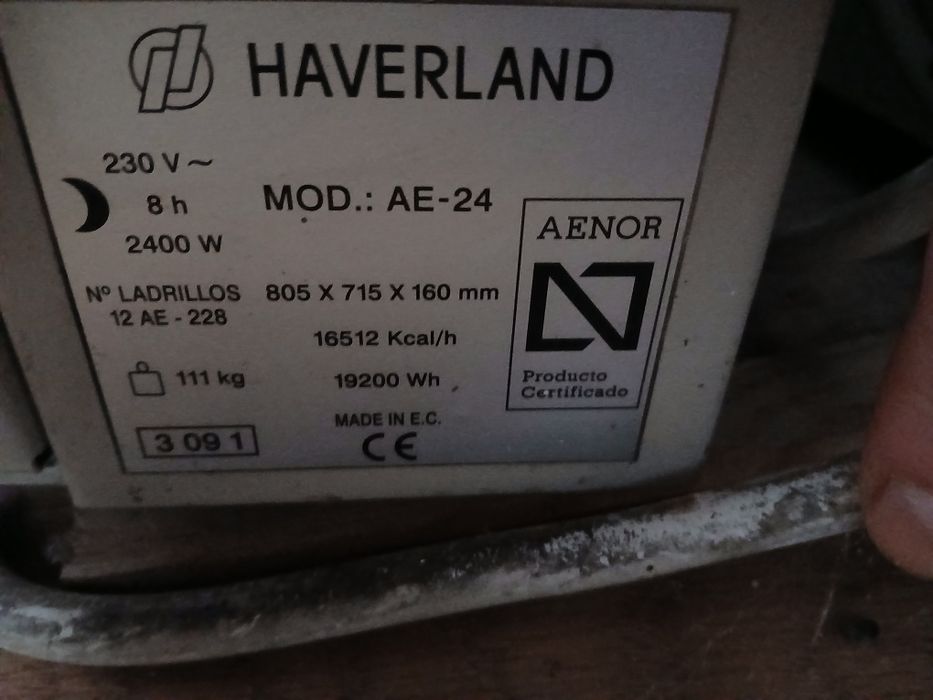 HAVERLAND
230 V ~
8 h
2400 W
MOD.: AE-24
Nº LADRILLOS
12 AE - 228
805 X 715 X 160 mm
16512 Kcal/h
19200 Wh
111 kg
3 09 1
MADE IN E.C.
CE
AENOR
N
Producto
Certificado